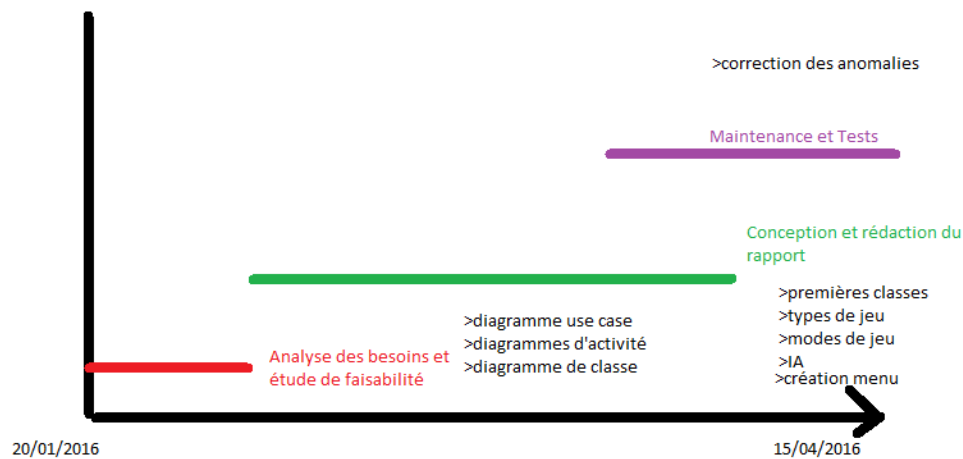 >correction des anomalies
Maintenance et Tests
Conception et rédaction du
rapport
>premières classes
>types de jeu
>modes de jeu
>IA
>création menu
>diagramme use case
>diagrammes d'activité
>diagramme de classe
Analyse des besoins et
étude de faisabilité
20/01/2016
15/04/2016